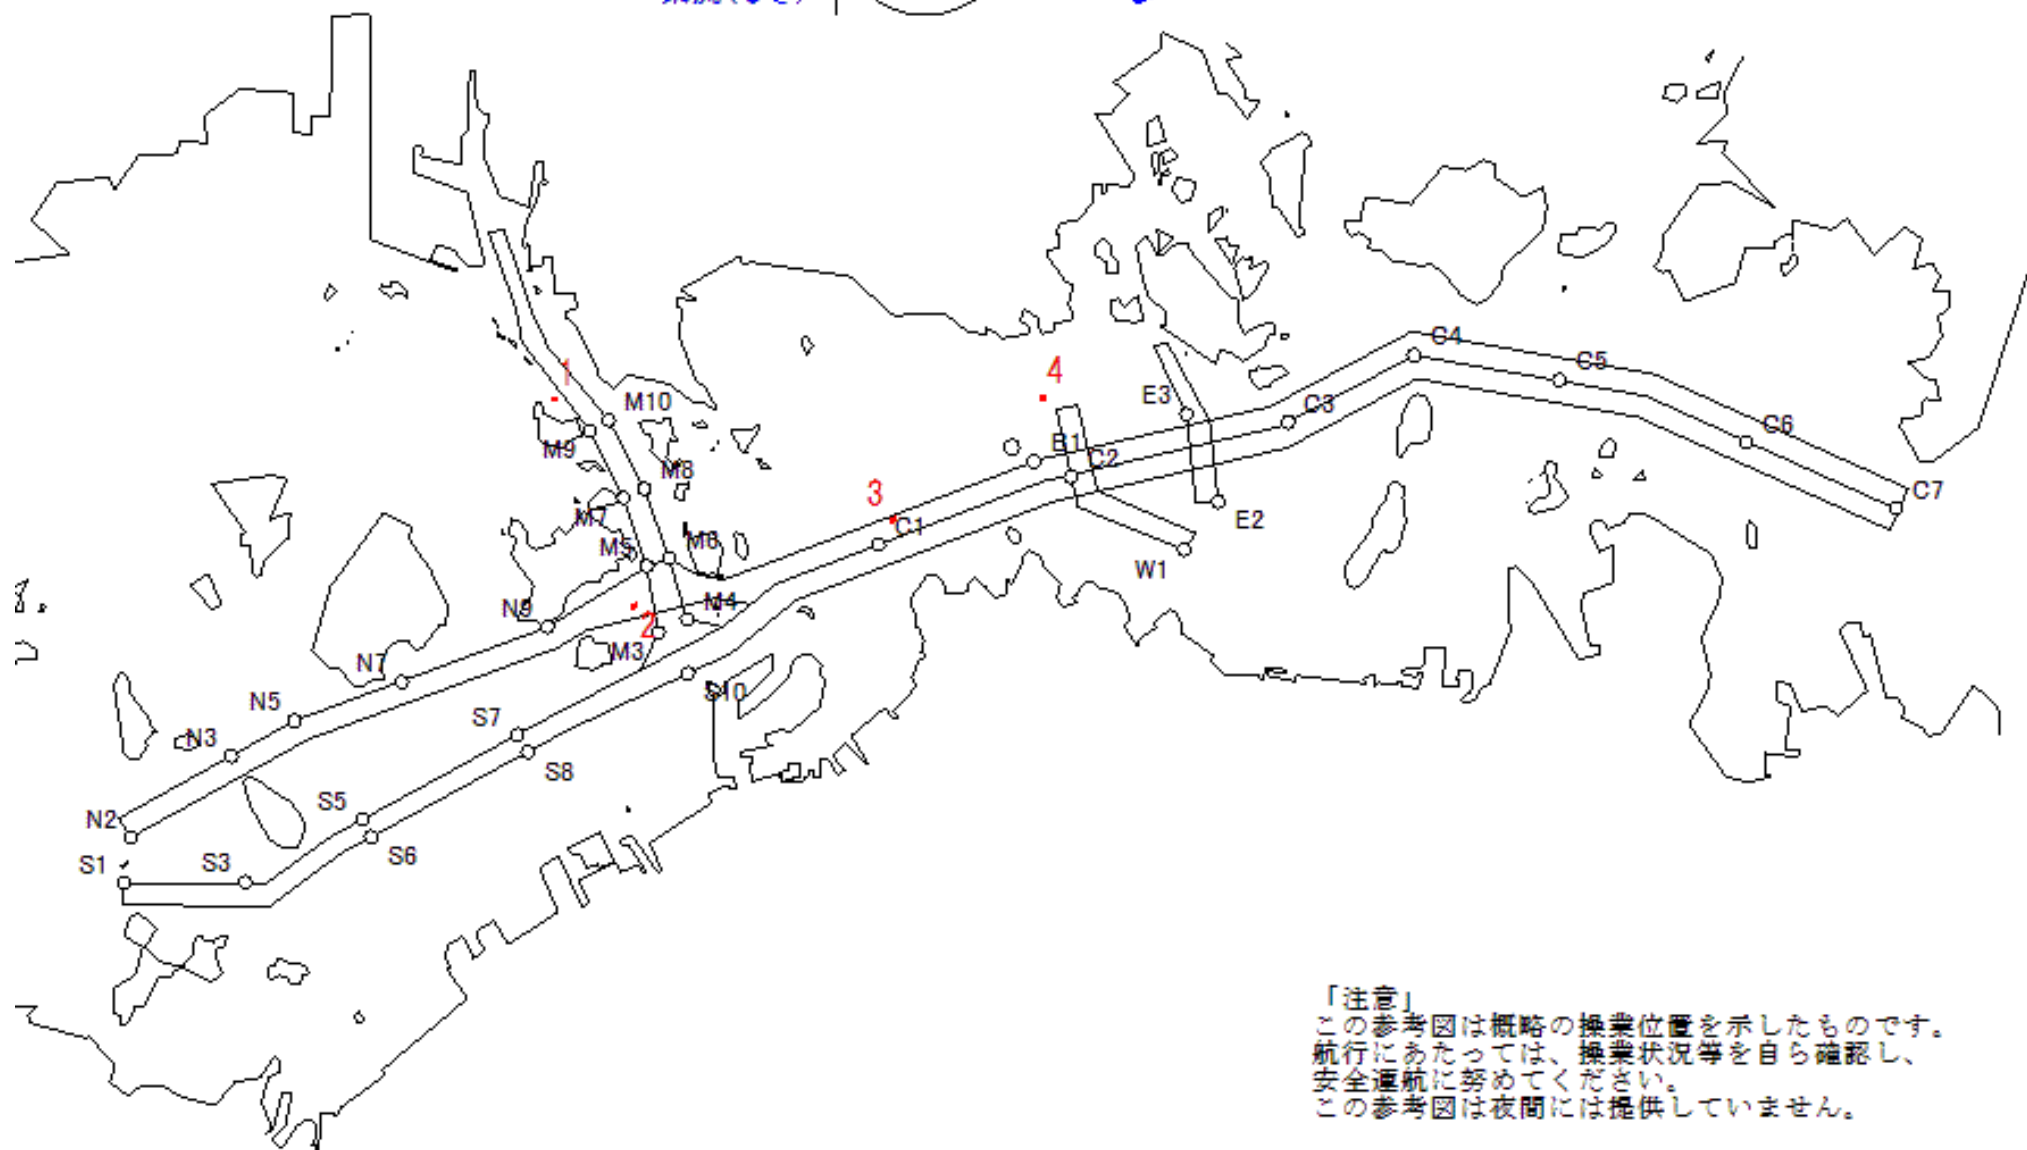 C4
C5
1
4
M10
E3
C3
C6
M9
B1
M8
C2
3
C7
M7
C1
E2
M5
M6
W1
N9
M4
2
M3
N7
S10
N5
S7
N3
S8
S5
N2
S6
S1
S3
「注意」
この参考図は概略の操業位置を示したものです。
航行にあたっては、操業状況等を自ら確認し、
安全運航に努めてください。
この参考図は夜間には提供していません。